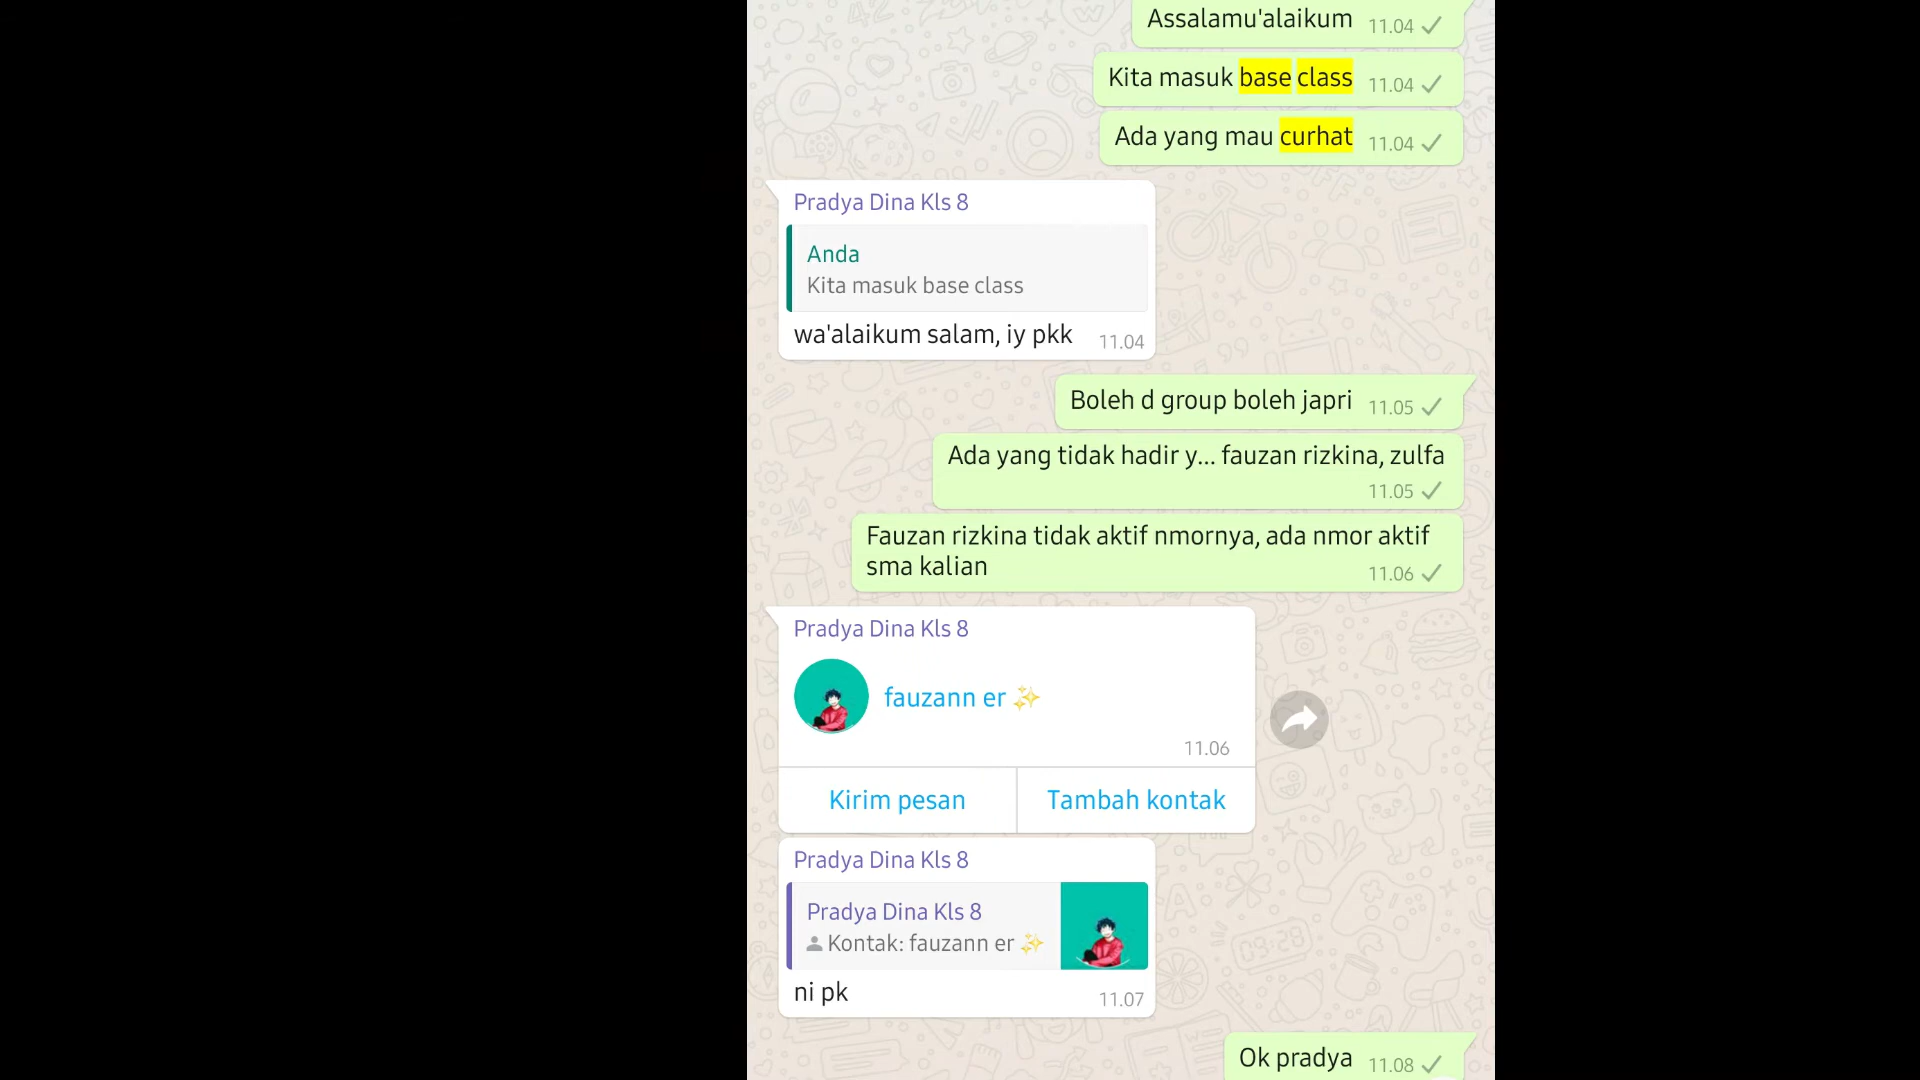 Assalamu'alaikum 11.04
Kita masuk base class 11.04
Ada yang mau curhat 11.04
Pradya Dina Kls 8
Anda
Kita masuk base class
wa'alaikum salam, iy pkk 11.04
Boleh d group boleh japri 11.05
Ada yang tidak hadir y... fauzan rizkina, zulfa
11.05
Fauzan rizkina tidak aktif nmornya, ada nmor aktif
sma kalian 11.06
Pradya Dina Kls 8
fauzann er ✨
11.06
Kirim pesan Tambah kontak
Pradya Dina Kls 8
Pradya Dina Kls 8
Kontak: fauzann er ✨
ni pk 11.07
Ok pradya 11.08